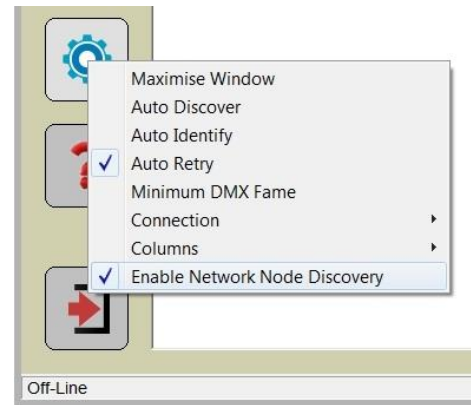 Maximise Window
Auto Discover
Auto Identify
Auto Retry
Minimum DMX Fame
Connection
Columns
Enable Network Node Discovery
Off-Line